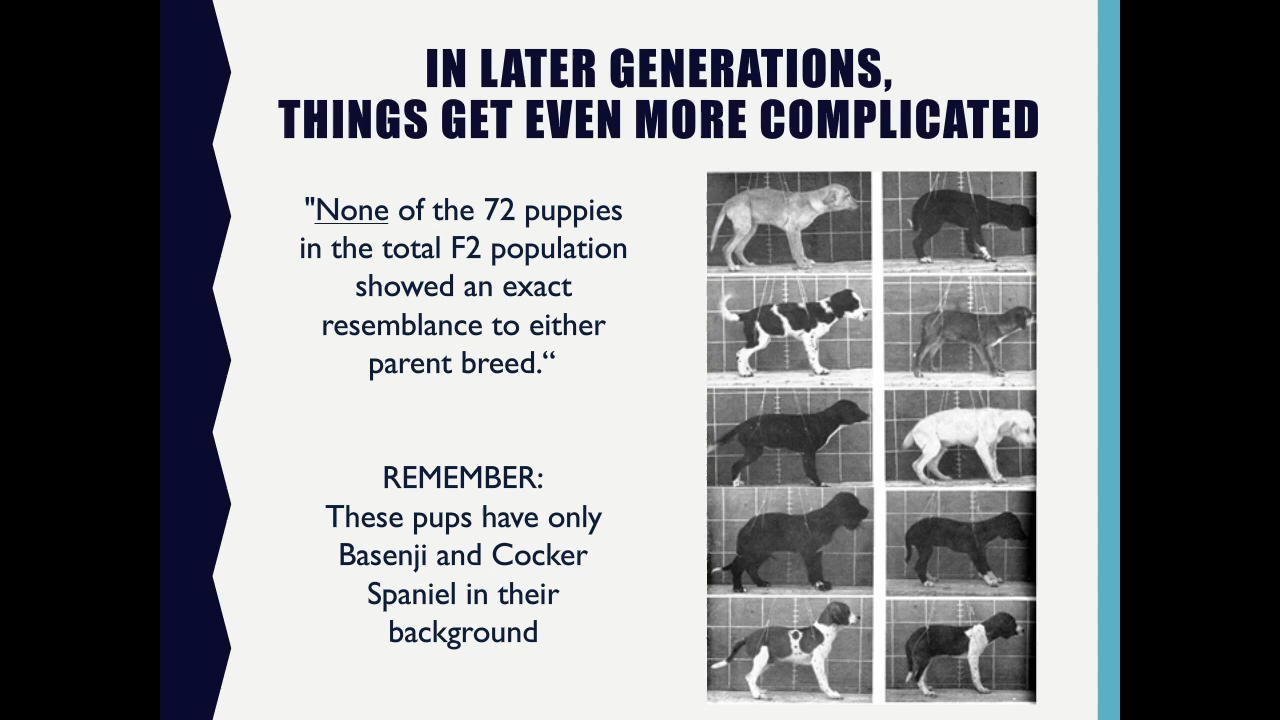 IN LATER GENERATIONS,
THINGS GET EVEN MORE COMPLICATED
"None of the 72 puppies
in the total F2 population
showed an exact
resemblance to either
parent breed.“
REMEMBER:
These pups have only
Basenji and Cocker
Spaniel in their
background